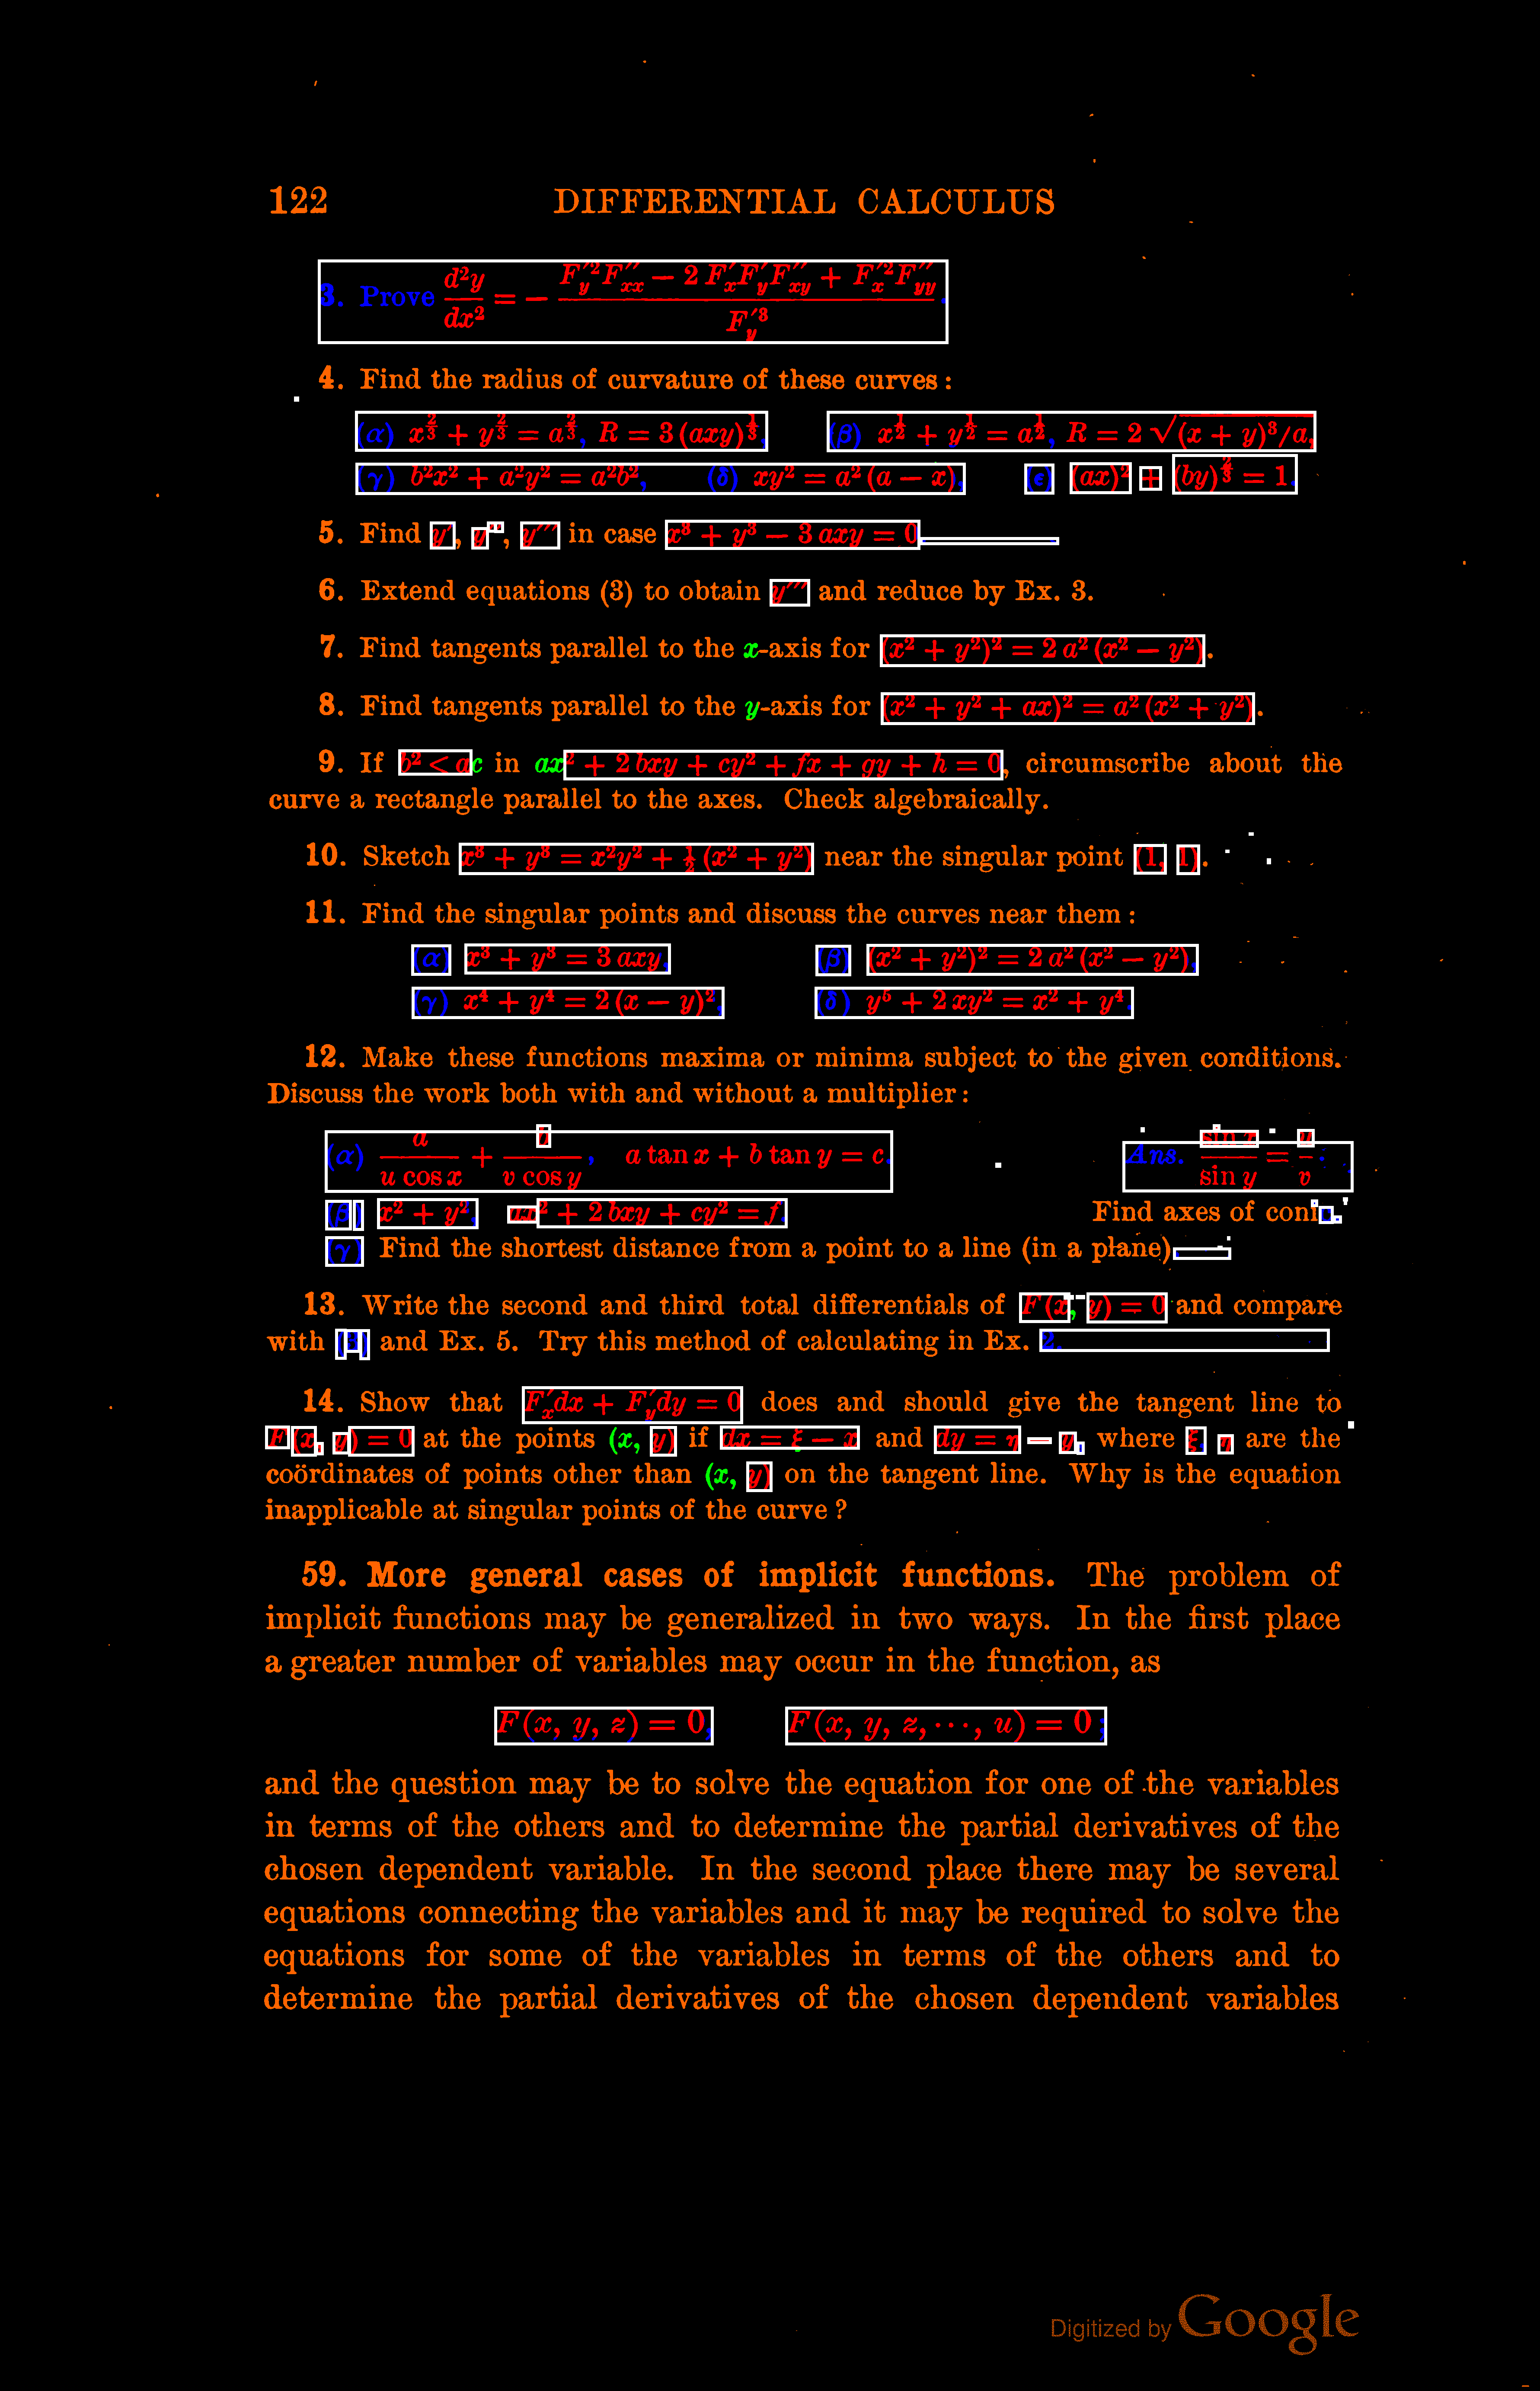 122 DIFFERENTIAL CALCULUS
3. Prove d²y/dx² = − (F′y²F″xx − 2 F′xF′yF″xy + F′x²F″yy)/F′y³.
4. Find the radius of curvature of these curves :
(α) x^⅔ + y^⅔ = a^⅔, R = 3 (axy)^⅓, (β) x^½ + y^½ = a^½, R = 2 √(x + y)³/a,
(γ) b²x² + a²y² = a²b², (δ) xy² = a² (a − x), (ϵ) (ax)² + (by)^⅔ = 1.
5. Find y′, y″, y‴ in case x³ + y³ − 3 axy = 0.
6. Extend equations (3) to obtain y‴ and reduce by Ex. 3.
7. Find tangents parallel to the x-axis for (x² + y²)² = 2 a² (x² − y²).
8. Find tangents parallel to the y-axis for (x² + y² + ax)² = a² (x² + y²).
9. If b² < ac in ax² + 2 bxy + cy² + fx + gy + h = 0, circumscribe about the
curve a rectangle parallel to the axes. Check algebraically.
10. Sketch x³ + y³ = x²y² + ½ (x² + y²) near the singular point (1, 1).
11. Find the singular points and discuss the curves near them :
(α) x³ + y³ = 3 axy, (β) (x² + y²)² = 2 a² (x² − y²),
(γ) x⁴ + y⁴ = 2 (x − y)², (δ) y⁵ + 2 xy² = x² + y⁴.
12. Make these functions maxima or minima subject to the given conditions.
Discuss the work both with and without a multiplier :
(α) a/(u cos x) + b/(v cos y), a tan x + b tan y = c. Ans. sin x/sin y = u/v.
(β) x² + y², ax² + 2 bxy + cy² = f. Find axes of conic.
(γ) Find the shortest distance from a point to a line (in a plane).
13. Write the second and third total differentials of F (x, y) = 0 and compare
with (3) and Ex. 5. Try this method of calculating in Ex. 2.
14. Show that F′xdx + F′ydy = 0 does and should give the tangent line to
F(x, y) = 0 at the points (x, y) if dx = ξ − x and dy = η − y, where ξ, η are the
coördinates of points other than (x, y) on the tangent line. Why is the equation
inapplicable at singular points of the curve ?
59. More general cases of implicit functions. The problem of
implicit functions may be generalized in two ways. In the first place
a greater number of variables may occur in the function, as
F (x, y, z) = 0, F (x, y, z, ···, u) = 0 ;
and the question may be to solve the equation for one of the variables
in terms of the others and to determine the partial derivatives of the
chosen dependent variable. In the second place there may be several
equations connecting the variables and it may be required to solve the
equations for some of the variables in terms of the others and to
determine the partial derivatives of the chosen dependent variables
Digitized by Google